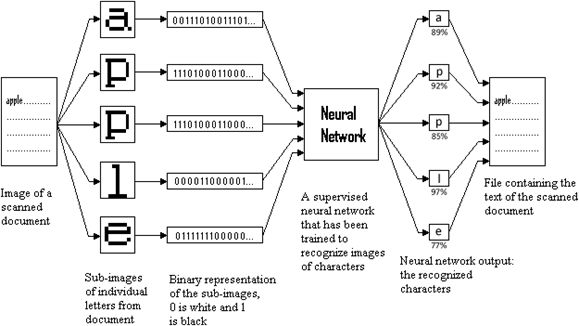 apple..........
Image of a
scanned
document
a
p
p
l
e
Sub-images
of individual
letters from
document
00111010011101...
1110100011000...
1110100011000...
000011000001...
0111111100000...
Binary representation
of the sub-images,
0 is white and 1
is black
Neural
Network
A supervised
neural network
that has been
trained to
recognize images
of characters
a
89%
p
92%
p
85%
l
97%
e
77%
Neural network output:
the recognized
characters
apple..........
File containing the
text of the scanned
document